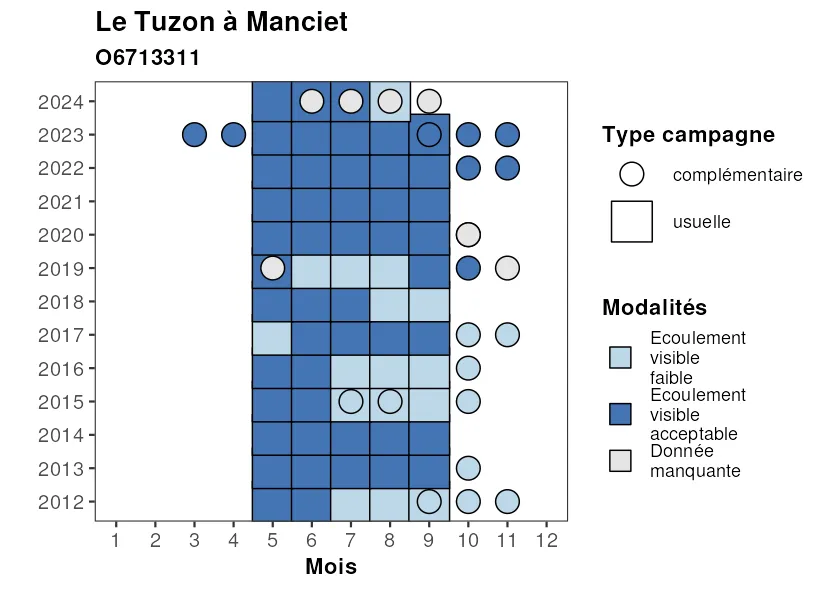 Le Tuzon à Manciet
O6713311
2024
2023
2022
2021
2020
2019
2018
2017
2016
2015
2014
2013
2012
1 2 3 4 5 6 7 8 9 10 11 12
Mois
Type campagne
complémentaire
usuelle
Modalités
Ecoulement
visible
faible
Ecoulement
visible
acceptable
Donnée
manquante